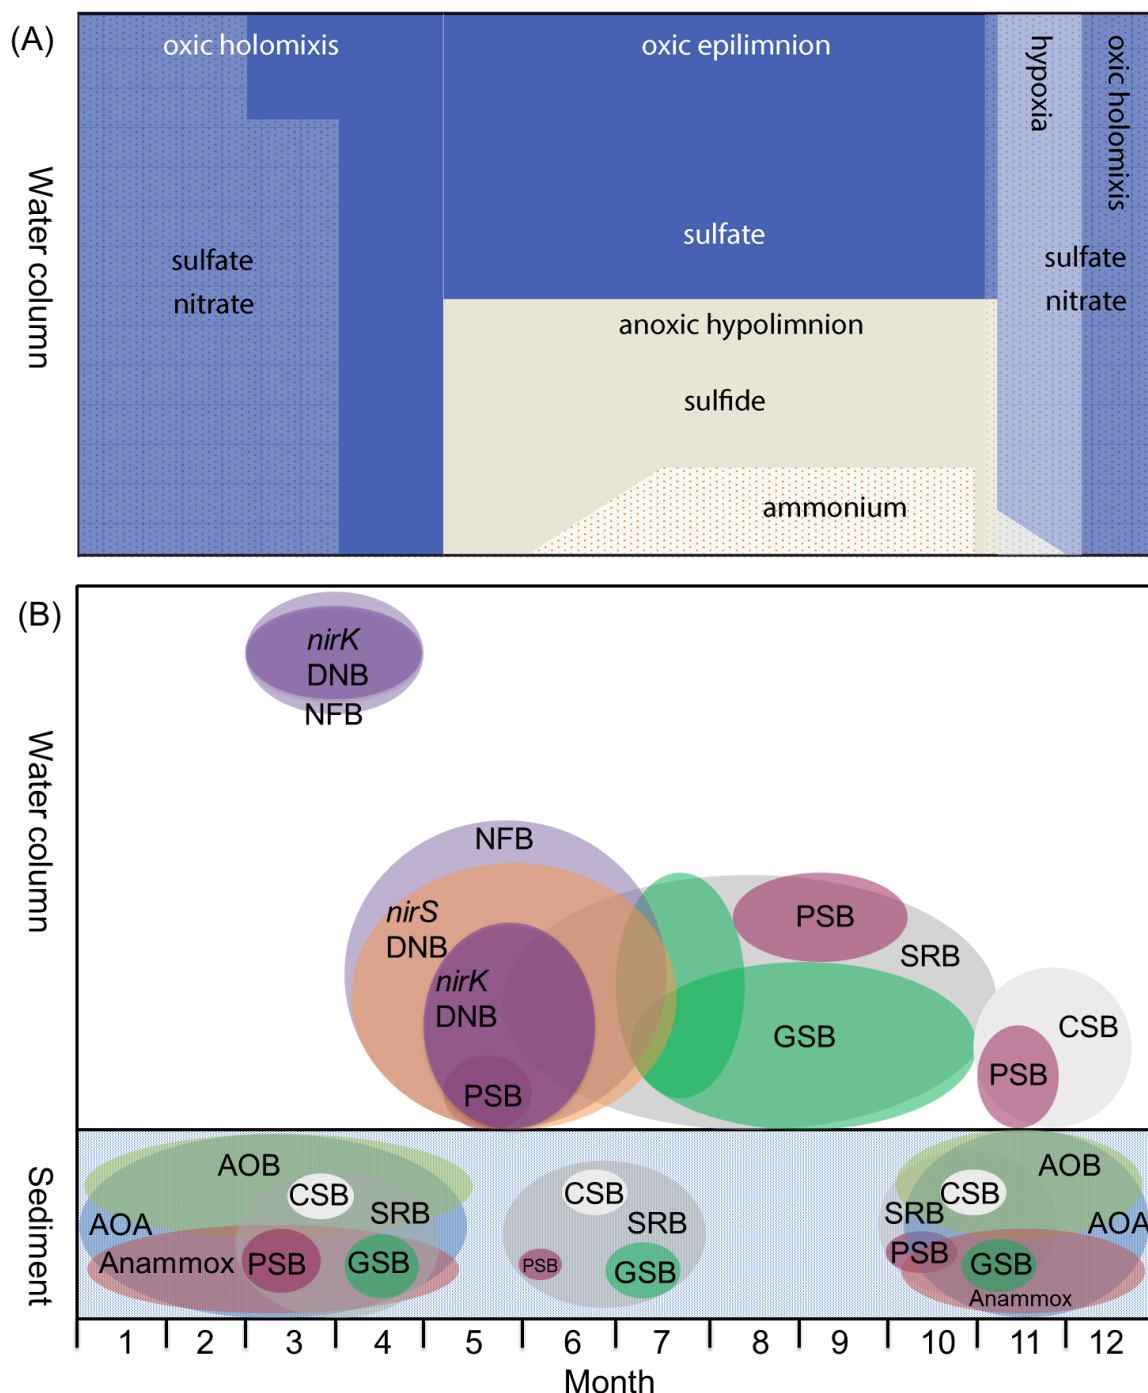 (A)
oxic holomixis
oxic epilimnion
hypoxia
oxic holomixis
Water column
sulfate
sulfate
nitrate
sulfate
nitrate
anoxic hypolimnion
sulfide
ammonium
(B)
nirK
DNB
NFB
Water column
NFB
nirS
DNB
nirK
DNB
PSB
PSB
SRB
GSB
CSB
PSB
Sediment
AOB
CSB
SRB
AOA
Anammox
PSB
GSB
CSB
SRB
PSB
GSB
AOB
CSB
SRB
AOA
PSB
GSB
Anammox
1 2 3 4 5 6 7 8 9 10 11 12
Month